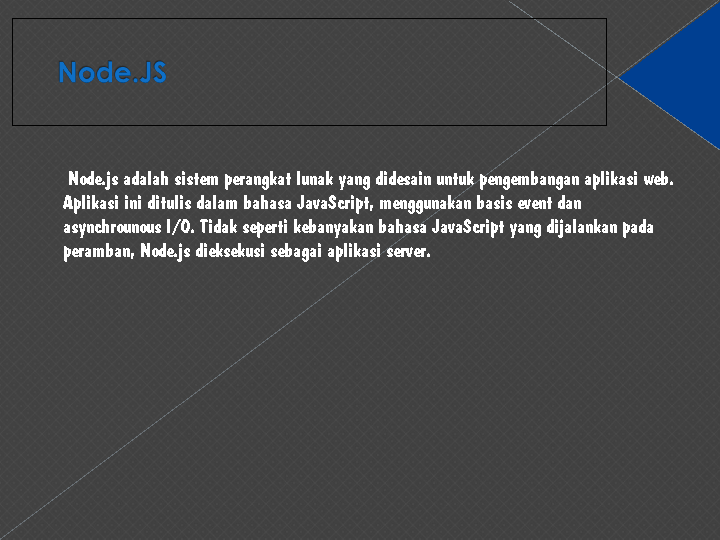 Node.JS
Node.js adalah sistem perangkat lunak yang didesain untuk pengembangan aplikasi web.
Aplikasi ini ditulis dalam bahasa JavaScript, menggunakan basis event dan
asynchrounous I/O. Tidak seperti kebanyakan bahasa JavaScript yang dijalankan pada
peramban, Node.js dieksekusi sebagai aplikasi server.